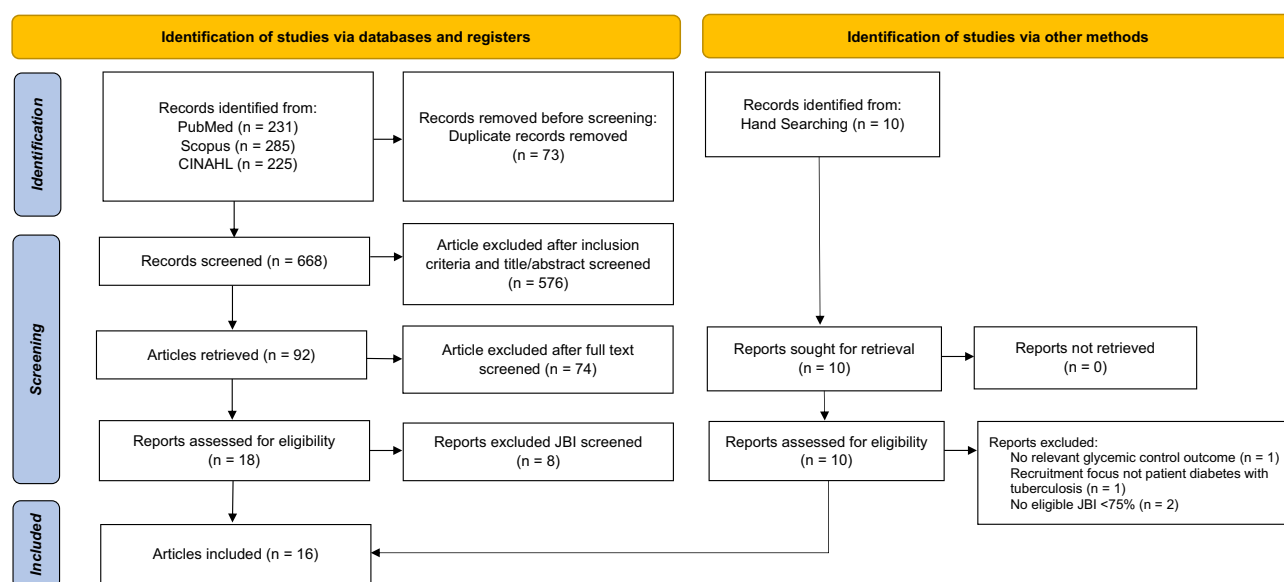 Identification of studies via databases and registers
Identification of studies via other methods
Identification
Records identified from:
PubMed (n = 231)
Scopus (n = 285)
CINAHL (n = 225)
Records removed before screening:
Duplicate records removed
(n = 73)
Records identified from:
Hand Searching (n = 10)
Screening
Records screened (n = 668)
Article excluded after inclusion
criteria and title/abstract screened
(n = 576)
Articles retrieved (n = 92)
Article excluded after full text
screened (n = 74)
Reports sought for retrieval
(n = 10)
Reports not retrieved
(n = 0)
Reports assessed for eligibility
(n = 18)
Reports excluded JBI screened
(n = 8)
Reports assessed for eligibility
(n = 10)
Reports excluded:
No relevant glycemic control outcome (n = 1)
Recruitment focus not patient diabetes with
tuberculosis (n = 1)
No eligible JBI <75% (n = 2)
Included
Articles included (n = 16)